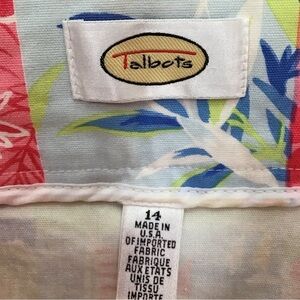 Talbots
14
MADE IN
U.S.A.
OF IMPORTED
FABRIC
FABRIQUE
AUX ETATS
UNIS DE
TISSU
IMPORTE